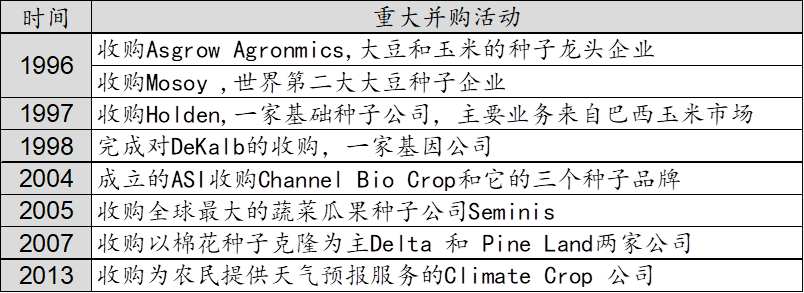 时间 重大并购活动
1996 收购Asgrow Agronmics,大豆和玉米的种子龙头企业
收购Mosoy ,世界第二大大豆种子企业
1997 收购Holden,一家基础种子公司, 主要业务来自巴西玉米市场
1998 完成对DeKalb的收购, 一家基因公司
2004 成立的ASI收购Channel Bio Crop和它的三个种子品牌
2005 收购全球最大的蔬菜瓜果种子公司Seminis
2007 收购以棉花种子克隆为主Delta 和 Pine Land两家公司
2013 收购为农民提供天气预报服务的Climate Crop 公司